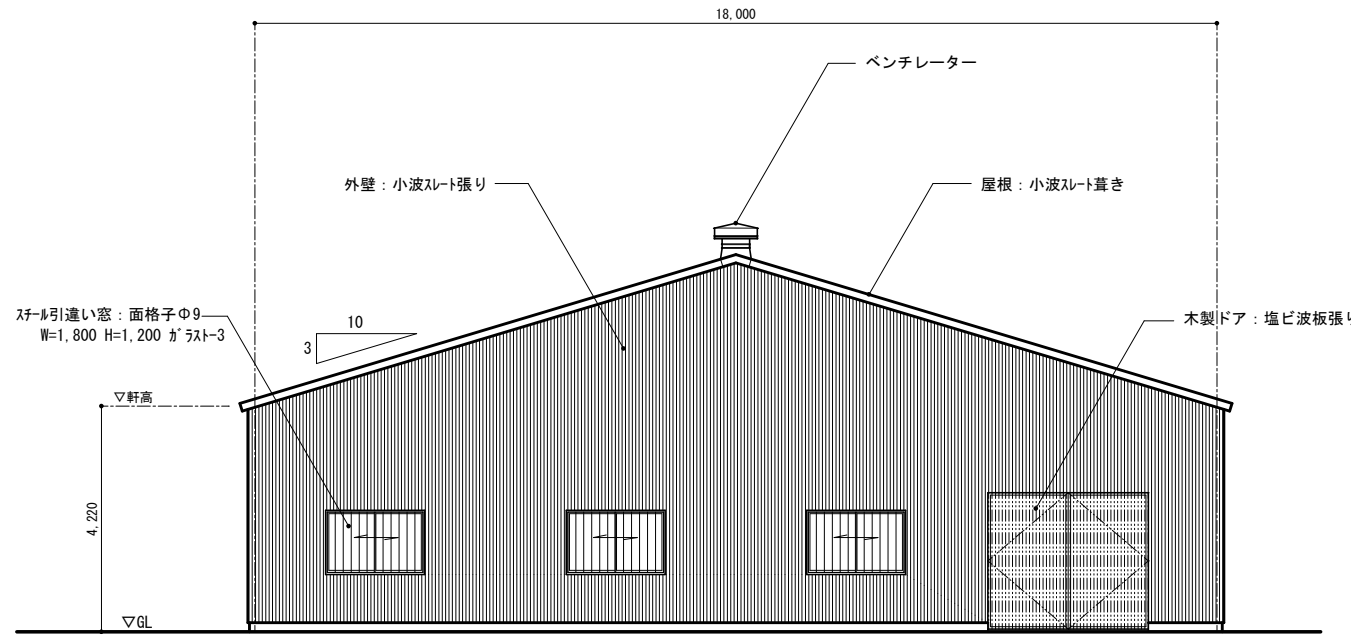 18,000
ベンチレーター
外壁：小波ｽﾚｰﾄ張り
屋根：小波ｽﾚｰﾄ葺き
ｽﾁｰﾙ引違い窓：面格子Φ9
W=1,800 H=1,200 ｶﾞﾗｽﾄｰ3
10
3
木製ドア：塩ビ波板張り
▽軒高
4,220
▽GL